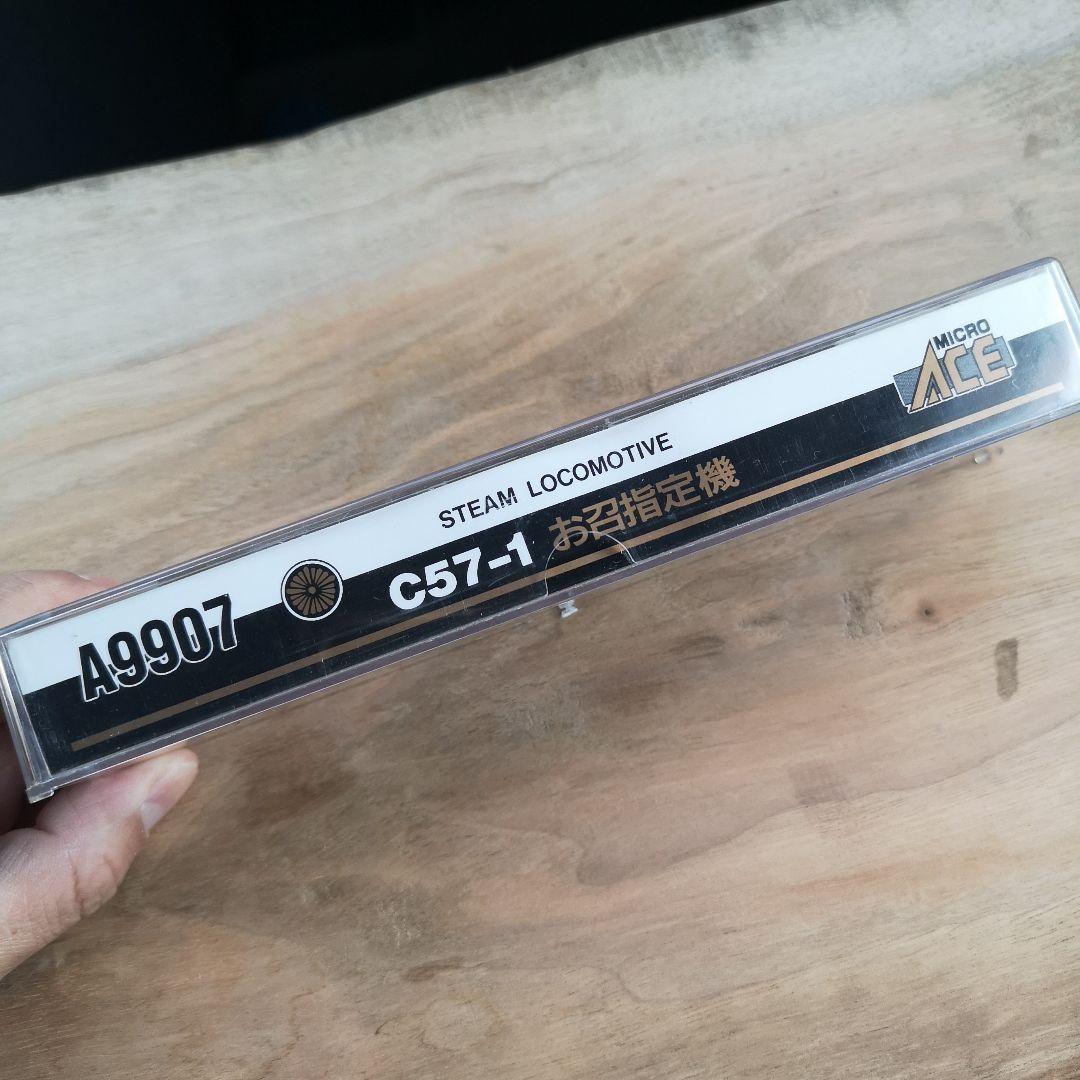 A9907
STEAM LOCOMOTIVE
C57-1 お召指定機
MICRO
ACE